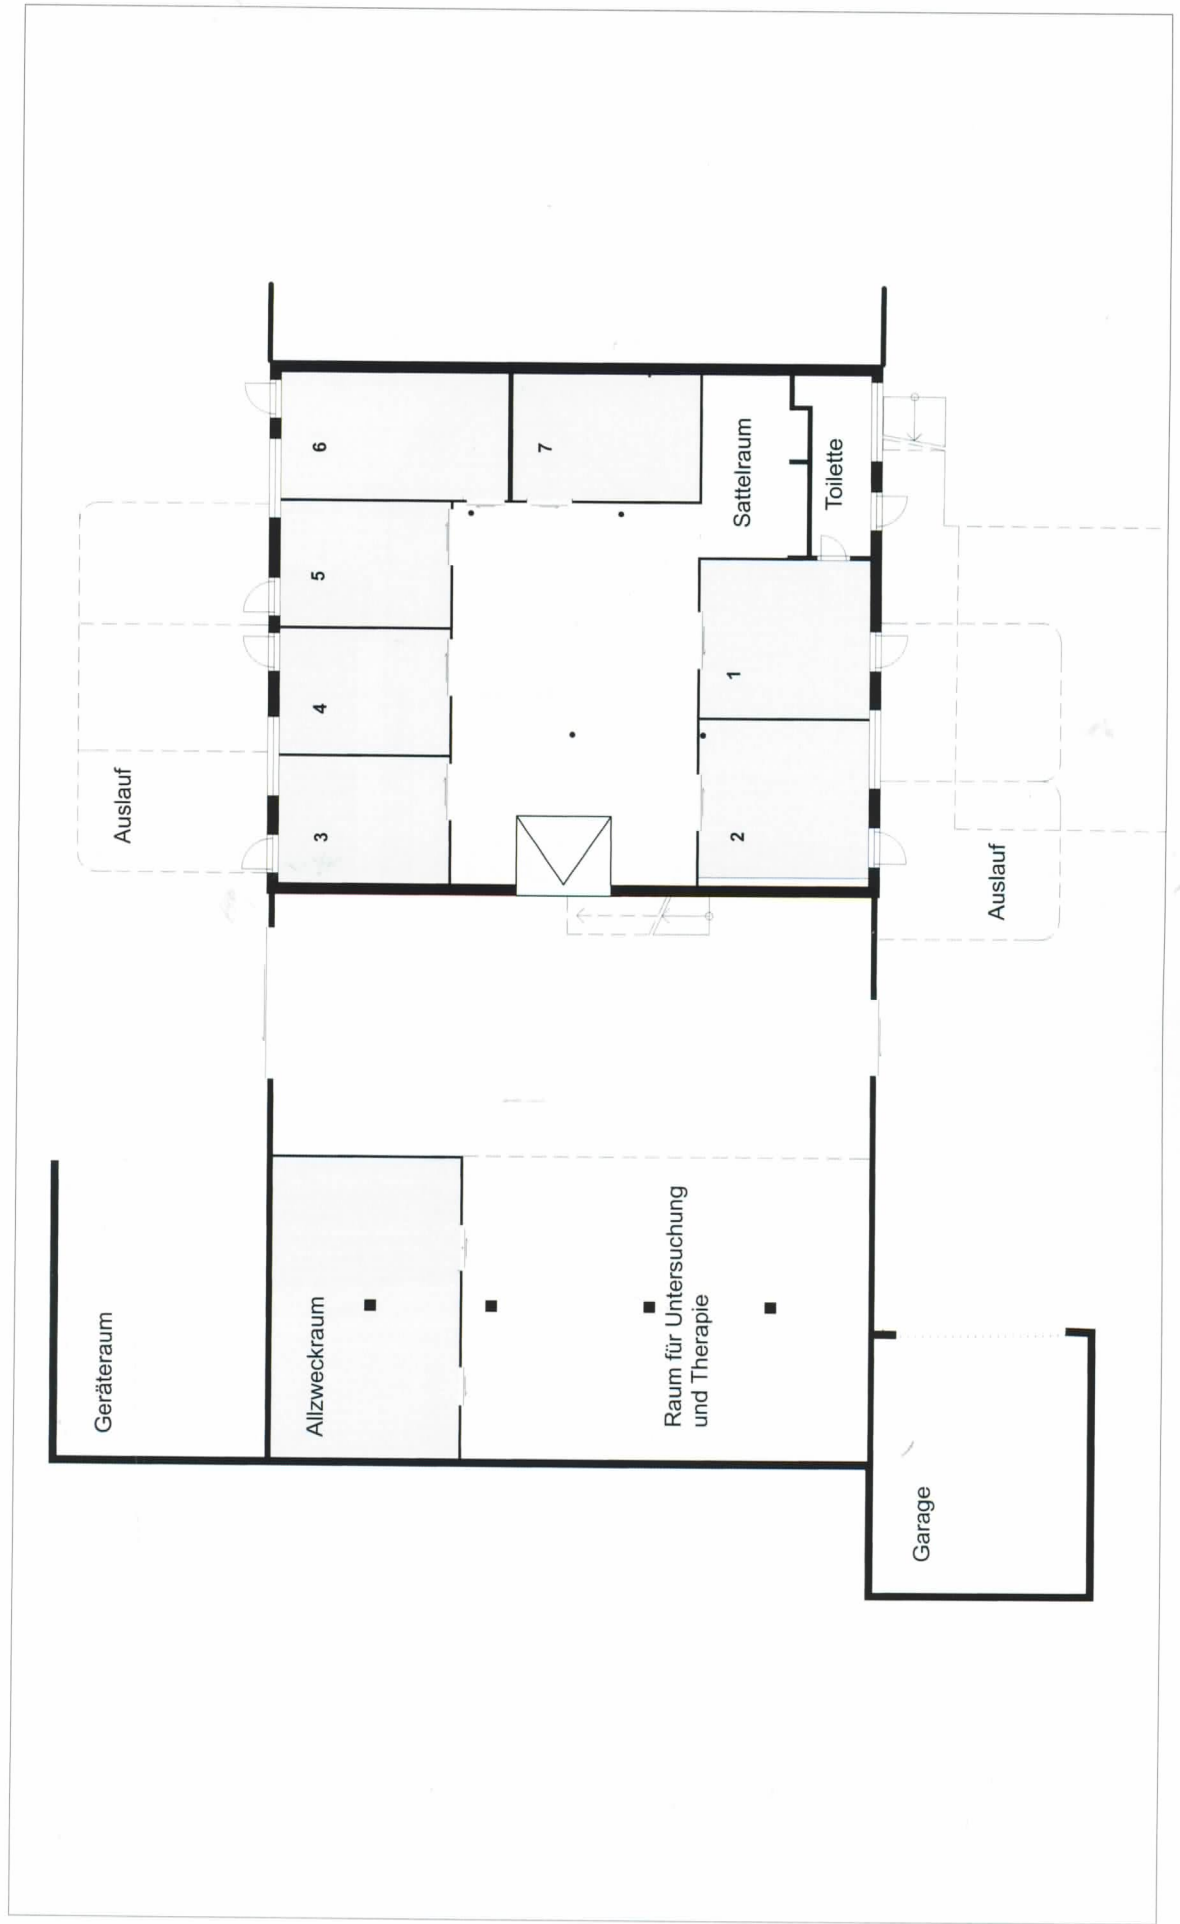 Geräteraum
Auslauf
Allzweckraum
3
4
5
6
7
Raum für Untersuchung
und Therapie
2
1
Sattelraum
Toilette
Garage
Auslauf